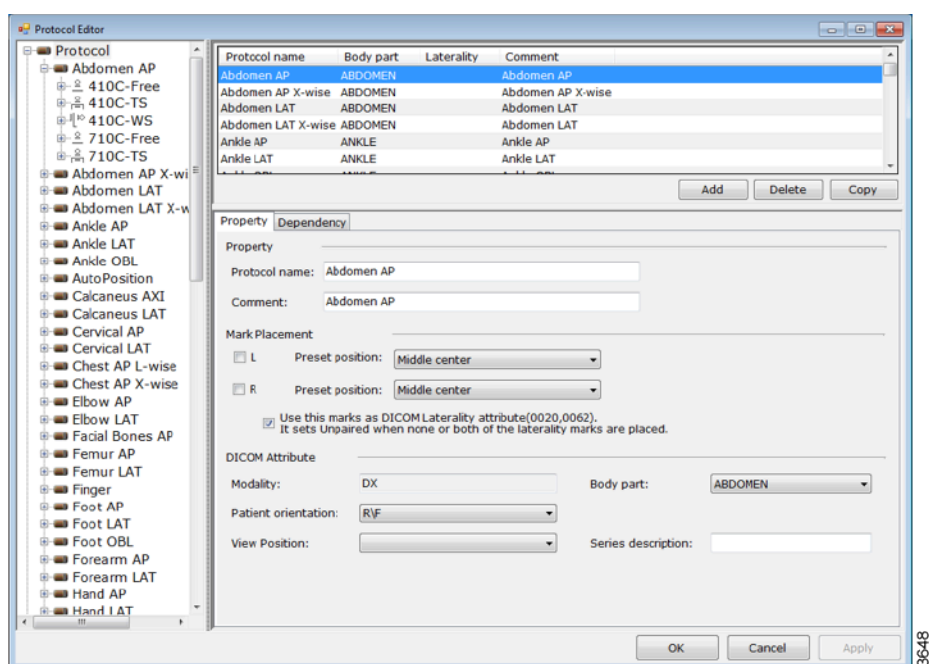 Protocol Editor
Protocol
Abdomen AP
410C-Free
410C-TS
410C-WS
710C-Free
710C-TS
Abdomen AP X-wi
Abdomen LAT
Abdomen LAT X-w
Ankle AP
Ankle LAT
Ankle OBL
AutoPosition
Calcaneus AXI
Calcaneus LAT
Cervical AP
Cervical LAT
Chest AP L-wise
Chest AP X-wise
Elbow AP
Elbow LAT
Facial Bones AP
Femur AP
Femur LAT
Finger
Foot AP
Foot LAT
Foot OBL
Forearm AP
Forearm LAT
Hand AP
Hand LAT
Protocol name Body part Laterality Comment
Abdomen AP ABDOMEN Abdomen AP
Abdomen AP X-wise ABDOMEN Abdomen AP X-wise
Abdomen LAT ABDOMEN Abdomen LAT
Abdomen LAT X-wise ABDOMEN Abdomen LAT
Ankle AP ANKLE Ankle AP
Ankle LAT ANKLE Ankle LAT
Add Delete Copy
Property Dependency
Property
Protocol name: Abdomen AP
Comment: Abdomen AP
Mark Placement
L Preset position: Middle center
R Preset position: Middle center
Use this marks as DICOM Laterality attribute(0020,0062).
It sets Unpaired when none or both of the laterality marks are placed.
DICOM Attribute
Modality: DX Body part: ABDOMEN
Patient orientation: R\F
View Position: Series description:
OK Cancel Apply